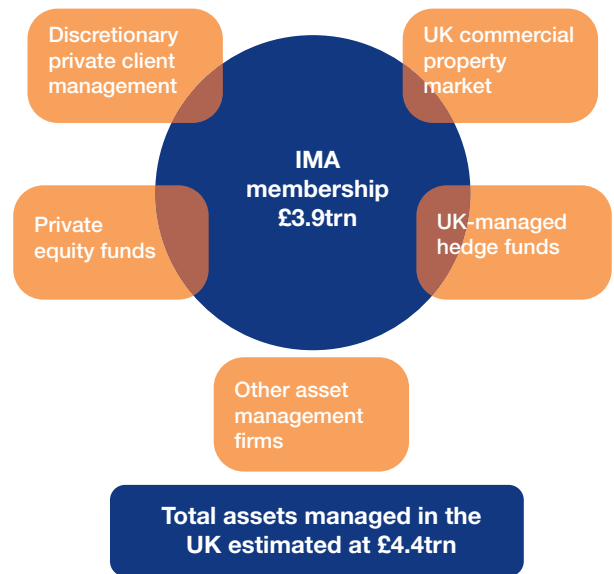 Discretionary
private client
management
UK commercial
property
market
IMA
membership
£3.9trn
Private
equity funds
UK-managed
hedge funds
Other asset
management
firms
Total assets managed in the
UK estimated at £4.4trn